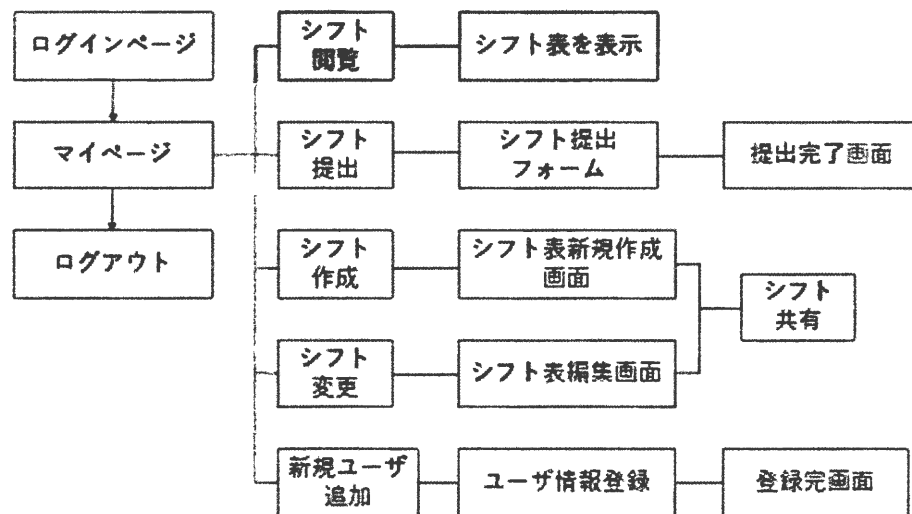 ログインページ
シフト
閲覧
シフト表を表示
マイページ
シフト
提出
シフト提出
フォーム
提出完了画面
ログアウト
シフト
作成
シフト表新規作成
画面
シフト
共有
シフト
変更
シフト表編集画面
新規ユーザ
追加
ユーザ情報登録
登録完画面